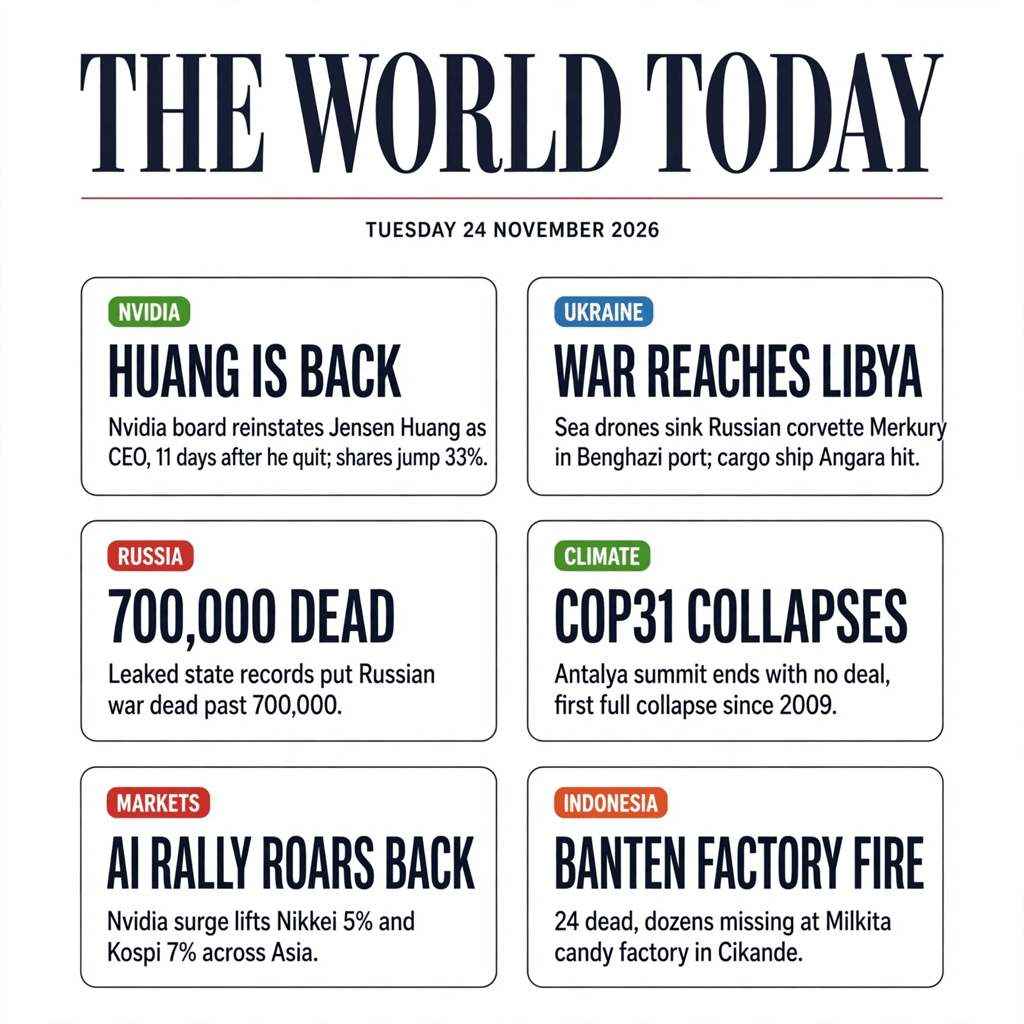 THE WORLD TODAY
TUESDAY 24 NOVEMBER 2026
NVIDIA
HUANG IS BACK
Nvidia board reinstates Jensen Huang as
CEO, 11 days after he quit; shares jump 33%.
UKRAINE
WAR REACHES LIBYA
Sea drones sink Russian corvette Merkury
in Benghazi port; cargo ship Angara hit.
RUSSIA
700,000 DEAD
Leaked state records put Russian
war dead past 700,000.
CLIMATE
COP31 COLLAPSES
Antalya summit ends with no deal,
first full collapse since 2009.
MARKETS
AI RALLY ROARS BACK
Nvidia surge lifts Nikkei 5% and
Kospi 7% across Asia.
INDONESIA
BANTEN FACTORY FIRE
24 dead, dozens missing at Milkita
candy factory in Cikande.